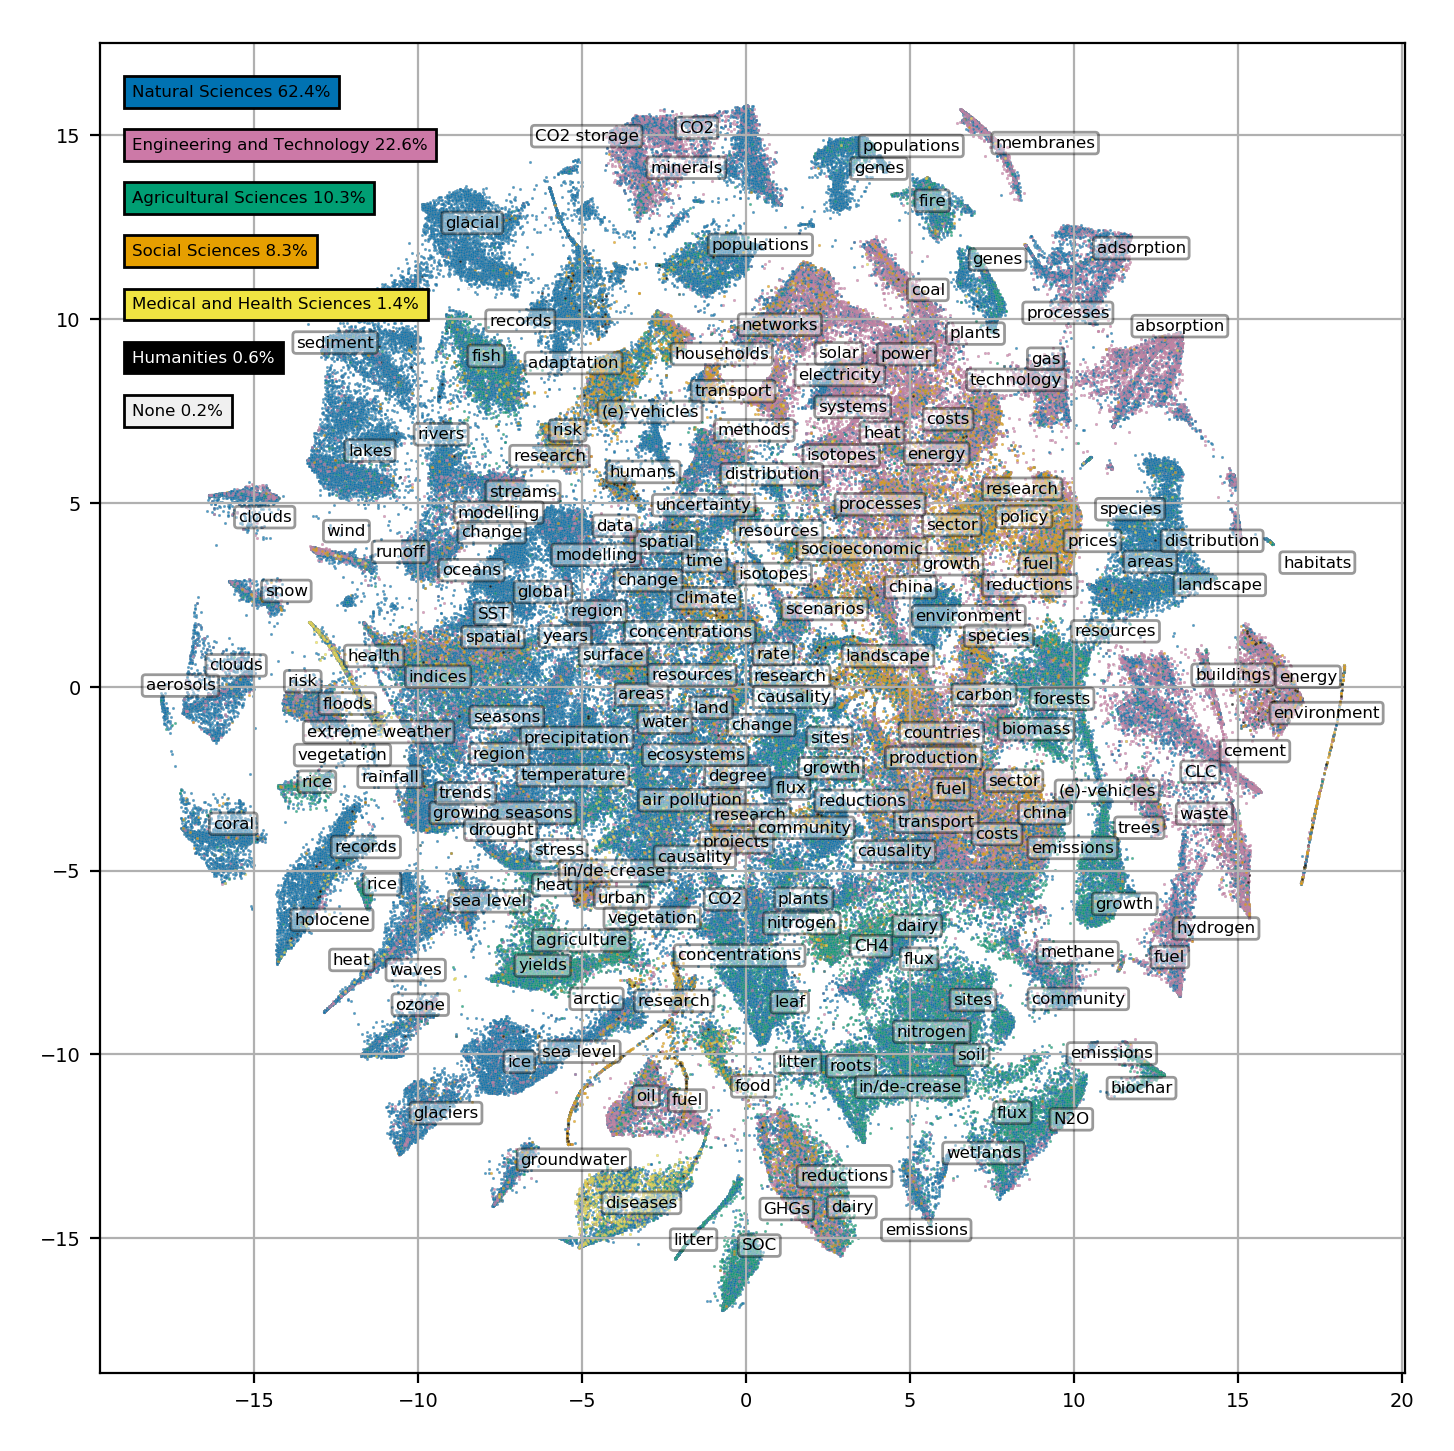 Natural Sciences 62.4%
Engineering and Technology 22.6%
Agricultural Sciences 10.3%
Social Sciences 8.3%
Medical and Health Sciences 1.4%
Humanities 0.6%
None 0.2%
CO2 storage
CO2
minerals
populations
genes
membranes
fire
glacial
populations
genes
adsorption
coal
processes
records
networks
plants
absorption
sediment
fish
adaptation
households
solar
power
gas
technology
electricity
transport
systems
(e)-vehicles
costs
rivers
risk
methods
heat
lakes
research
isotopes
energy
humans
distribution
streams
uncertainty
processes
research
clouds
modelling
species
wind
change
data
resources
sector
policy
runoff
modelling
spatial
socioeconomic
prices
distribution
oceans
time
growth
fuel
areas
habitats
change
isotopes
china
reductions
landscape
snow
global
climate
SST
region
scenarios
environment
spatial
years
concentrations
species
resources
health
surface
rate
landscape
clouds
indices
resources
research
buildings
energy
aerosols
risk
areas
causality
carbon
forests
floods
land
environment
seasons
water
change
extreme weather
precipitation
sites
countries
biomass
vegetation
region
ecosystems
production
cement
rice
rainfall
temperature
degree
growth
CLC
trends
flux
fuel
sector
(e)-vehicles
growing seasons
air pollution
reductions
coral
research
china
waste
drought
community
transport
trees
records
stress
projects
costs
causality
causality
emissions
rice
in/de-crease
heat
sea level
urban
CO2
plants
growth
holocene
vegetation
nitrogen
dairy
hydrogen
agriculture
CH4
heat
yields
concentrations
flux
methane
fuel
waves
ozone
arctic
research
leaf
sites
community
nitrogen
ice
sea level
litter
roots
soil
emissions
food
in/de-crease
biochar
oil
fuel
glaciers
flux
N2O
groundwater
wetlands
diseases
reductions
GHGs
dairy
litter
SOC
emissions
15
10
5
0
−5
−10
−15
−15
−10
−5
0
5
10
15
20